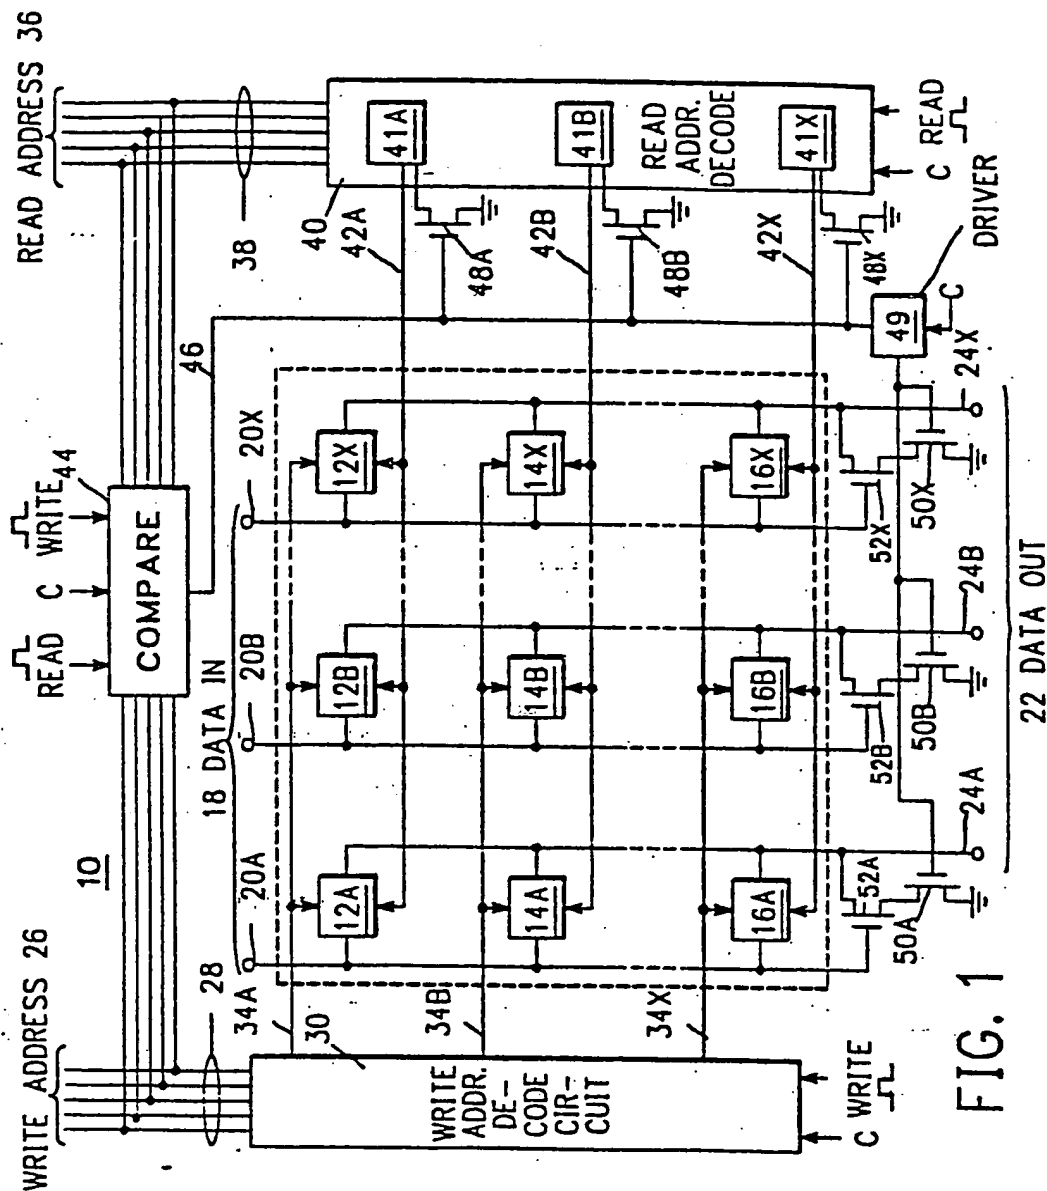 WRITE ADDRESS 26
READ ADDRESS 36
10
READ
C
WRITE
44
COMPARE
28
38
18 DATA IN
20A
20B
20X
46
34A
30
12A
12B
12X
42A
40
41A
48A
34B
14A
14B
14X
42B
41B
48B
WRITE
ADDR.
DE-
CODE
CIR-
CUIT
READ
ADDR.
DECODE
34X
16A
16B
16X
42X
41X
48X
C
WRITE
52A
52B
52X
49
C
READ
50A
50B
50X
C
DRIVER
24A
24B
24X
22 DATA OUT
FIG. 1